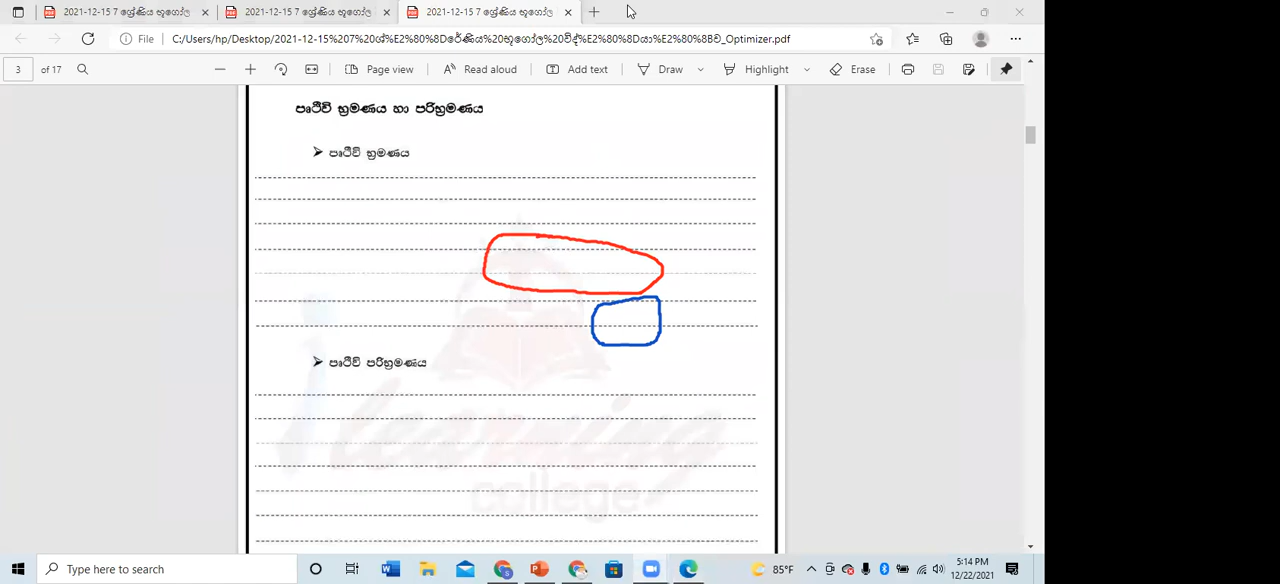 2021-12-15 7 ශ්‍රේණිය භූගෝල
2021-12-15 7 ශ්‍රේණිය භූගෝල
2021-12-15 7 ශ්‍රේණිය භූගෝල
File
C:/Users/hp/Desktop/2021-12-15%207%20ශ්%E2%80%8Dරේණිය%20භූගෝල%20විද්%E2%80%8Dයා%E2%80%8Bව_Optimizer.pdf
3 of 17
Page view
Read aloud
Add text
Draw
Highlight
Erase
පෘථිවි භ්‍රමණය හා පරිභ්‍රමණය
➢ පෘථිවි භ්‍රමණය
➢ පෘථිවි පරිභ්‍රමණය
learning
college
Type here to search
85°F
5:14 PM
12/22/2021